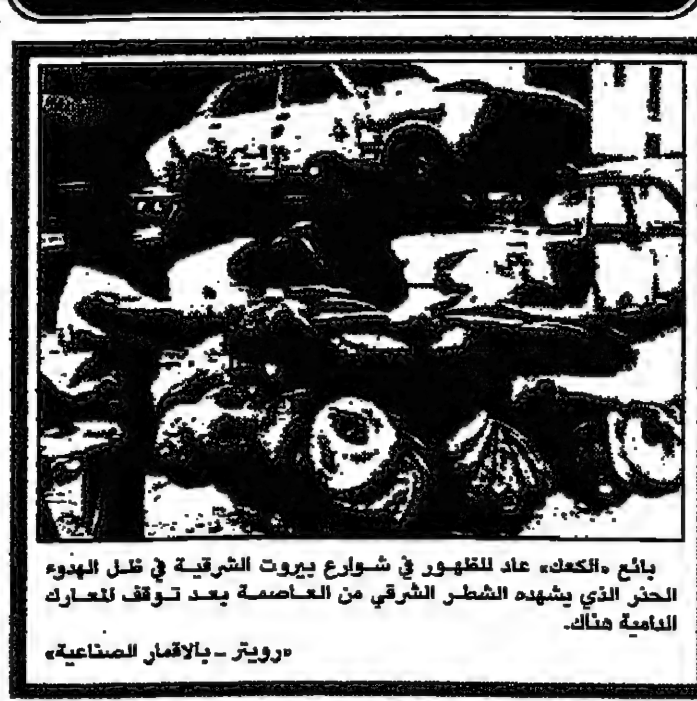 بائع «الكعك» عاد للظهور في شوارع بيروت الشرقية في ظل الهدوء
الحذر الذي يشهده الشطر الشرقي من العاصمة بعد توقف المعارك
الدامية هناك.
«رويتر ـ بالاقمار الصناعية»